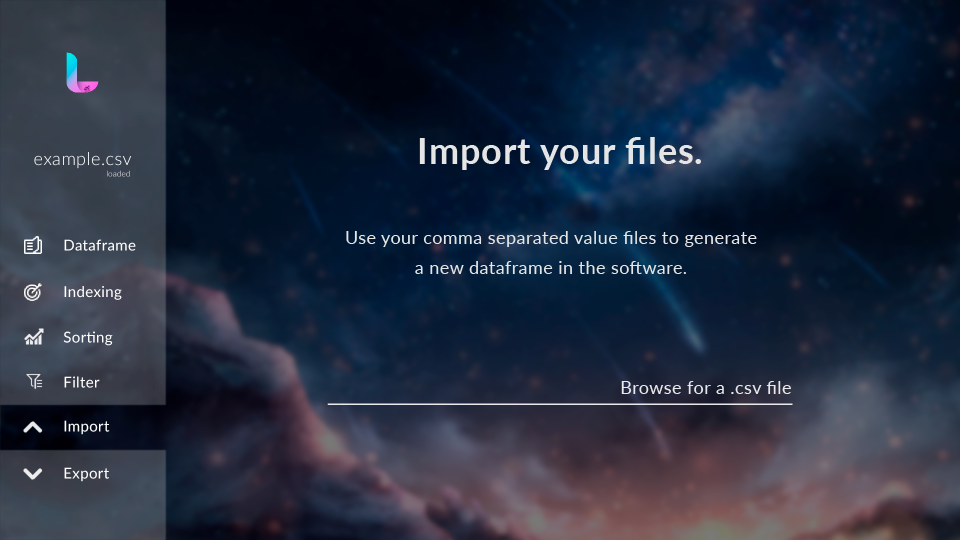 example.csv
loaded
Dataframe
Indexing
Sorting
Filter
Import
Export
Import your files.
Use your comma separated value files to generate
a new dataframe in the software.
Browse for a .csv file